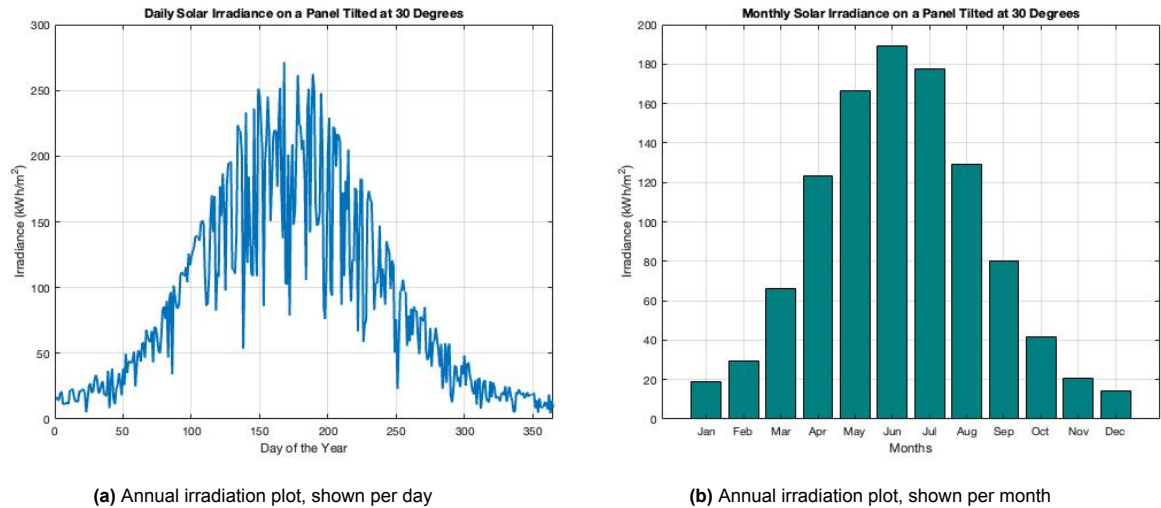 Daily Solar Irradiance on a Panel Tilted at 30 Degrees
300
250
200
150
100
50
0
Irradiance (kWh/m²)
0 50 100 150 200 250 300 350
Day of the Year
(a) Annual irradiation plot, shown per day
Monthly Solar Irradiance on a Panel Tilted at 30 Degrees
200
180
160
140
120
100
80
60
40
20
0
Irradiance (kWh/m²)
Jan Feb Mar Apr May Jun Jul Aug Sep Oct Nov Dec
Months
(b) Annual irradiation plot, shown per month